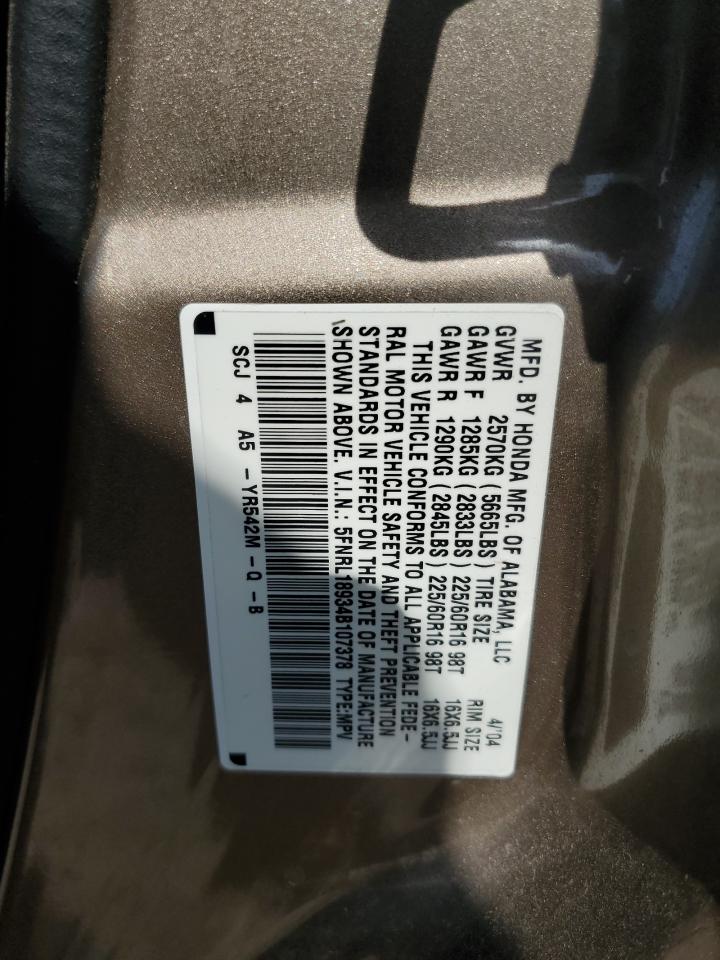 MFD. BY HONDA MFG. OF ALABAMA, LLC 4/'04
GVWR 2570KG (5665LBS) TIRE SIZE RIM SIZE
GAWR F 1285KG (2833LBS) 225/60R16 98T 16X6.5JJ
GAWR R 1290KG (2845LBS) 225/60R16 98T 16X6.5JJ
THIS VEHICLE CONFORMS TO ALL APPLICABLE FEDE-
RAL MOTOR VEHICLE SAFETY AND THEFT PREVENTION
STANDARDS IN EFFECT ON THE DATE OF MANUFACTURE
SHOWN ABOVE. V.I.N.: 5FNRL18934B107378 TYPE:MPV
SCJ 4 A5 -YR542M -Q -B